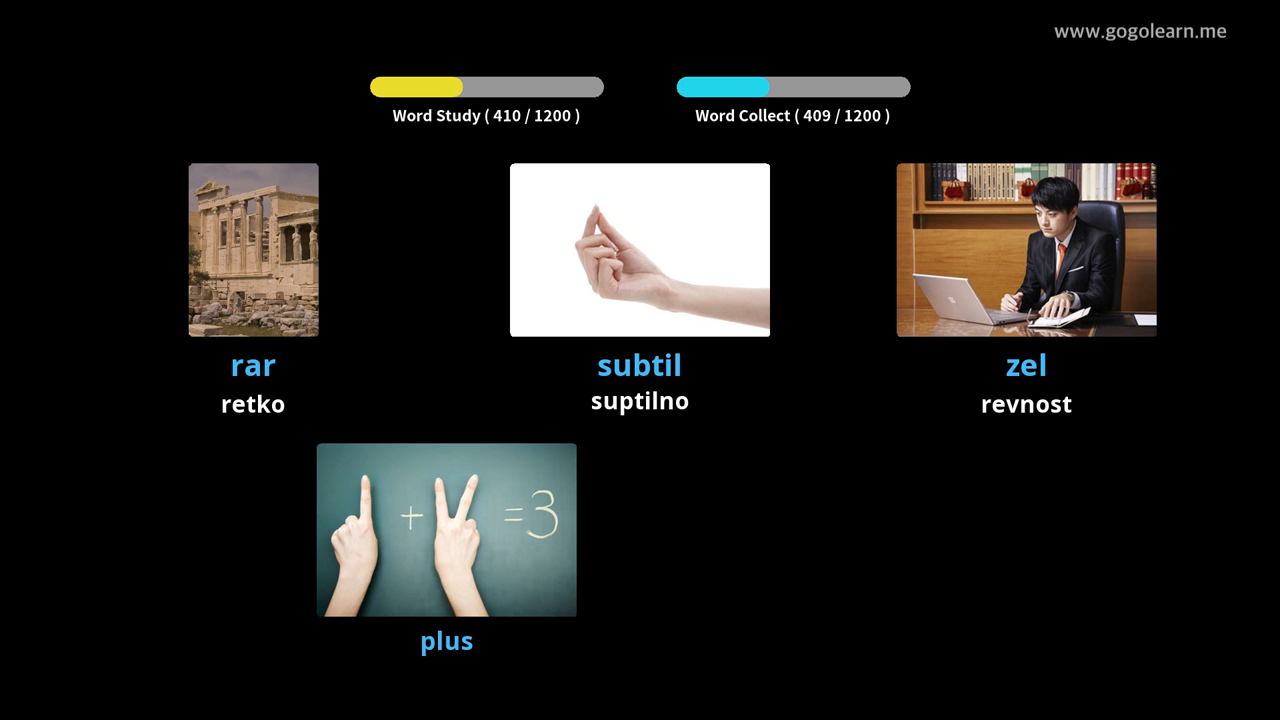 www.gogolearn.me
Word Study ( 410 / 1200 )
Word Collect ( 409 / 1200 )
rar
retko
subtil
suptilno
zel
revnost
+
=3
plus